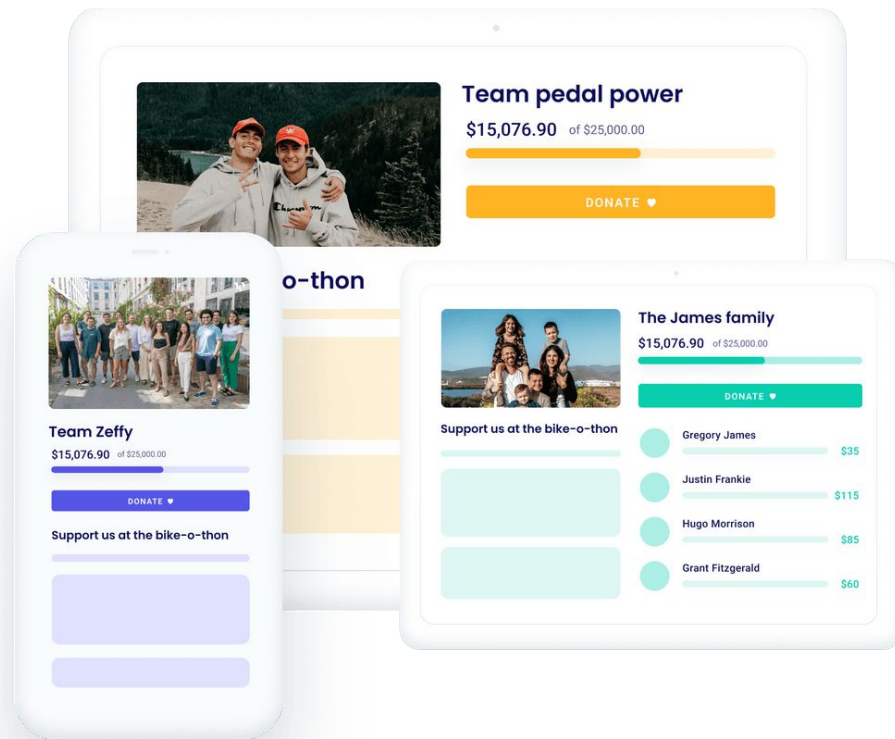 Team pedal power
$15,076.90 of $25,000.00
DONATE
o-thon
Team Zeffy
$15,076.90 of $25,000.00
DONATE
Support us at the bike-o-thon
The James family
$15,076.90 of $25,000.00
DONATE
Support us at the bike-o-thon
Gregory James
$35
Justin Frankie
$115
Hugo Morrison
$85
Grant Fitzgerald
$60